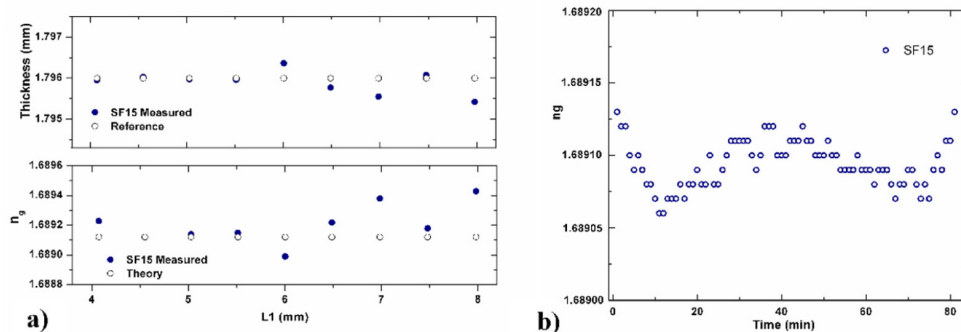 1.797
1.796
1.795
Thickness (mm)
SF15 Measured
Reference
1.6896
1.6894
1.6892
1.6890
1.6888
ng
SF15 Measured
Theory
4 5 6 7 8
L1 (mm)
a)
1.68920
1.68915
1.68910
1.68905
1.68900
ng
SF15
0 20 40 60 80
Time (min)
b)